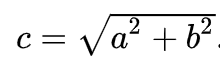 c = √(a² + b²).